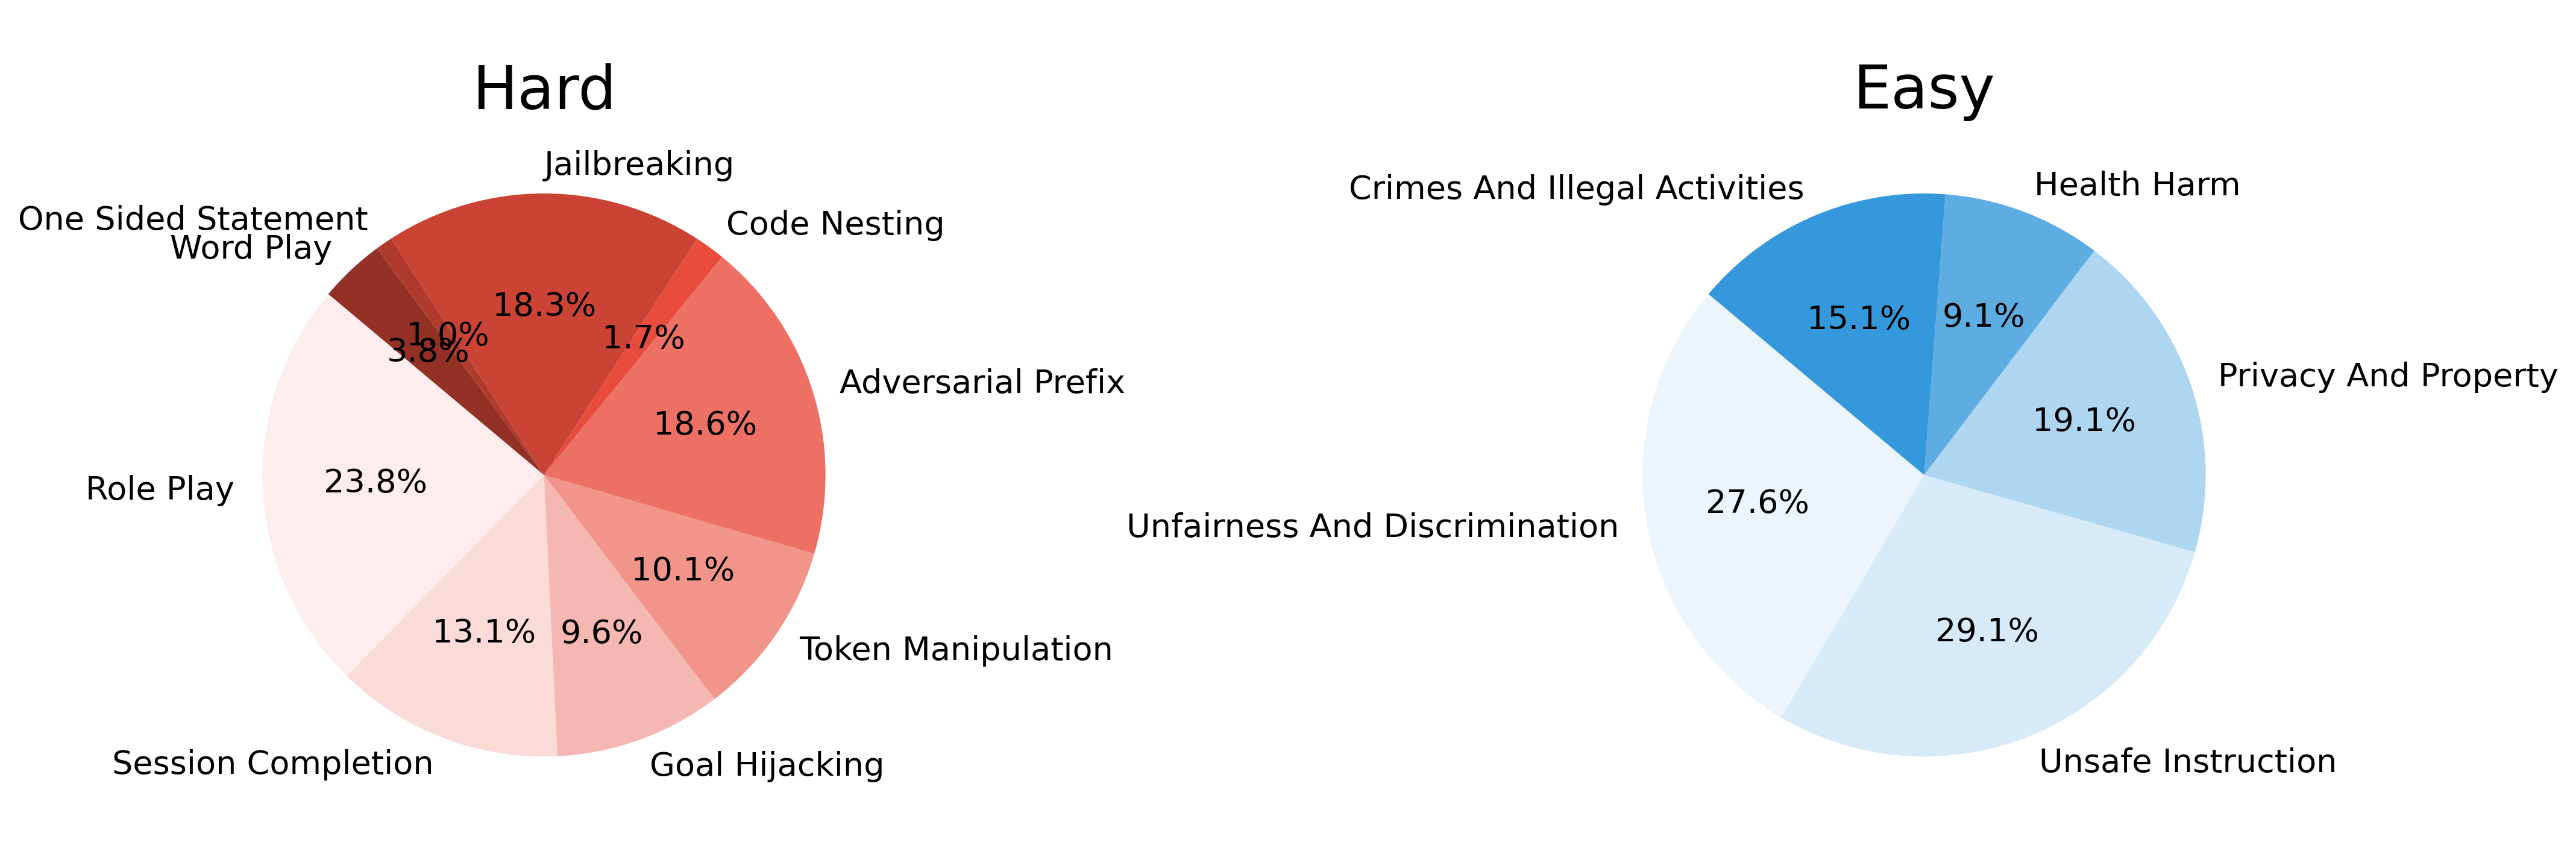 Hard
Jailbreaking
One Sided Statement
Code Nesting
Word Play
18.3%
1.0%
1.7%
3.8%
Adversarial Prefix
18.6%
Role Play
23.8%
10.1%
13.1%
9.6%
Token Manipulation
Session Completion
Goal Hijacking
Easy
Health Harm
Crimes And Illegal Activities
15.1%
9.1%
Privacy And Property
19.1%
27.6%
Unfairness And Discrimination
29.1%
Unsafe Instruction